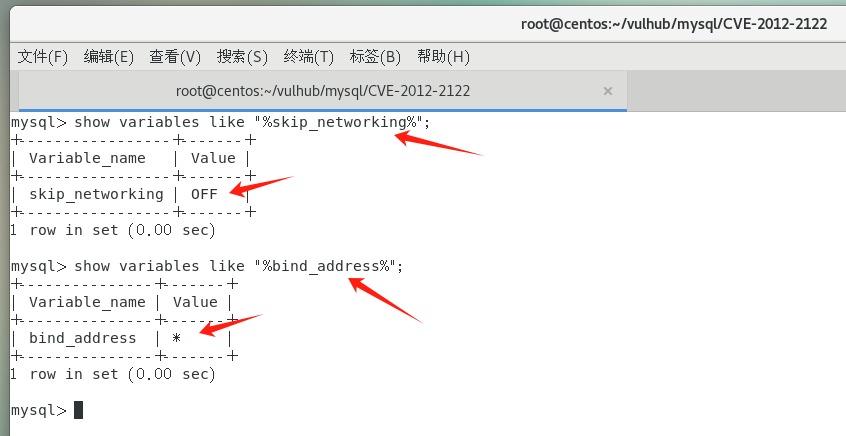 root@centos:~/vulhub/mysql/CVE-2012-2122
文件(F) 编辑(E) 查看(V) 搜索(S) 终端(T) 标签(B) 帮助(H)
root@centos:~/vulhub/mysql/CVE-2012-2122 ×
mysql> show variables like "%skip_networking%";
+-----------------+-------+
| Variable_name   | Value |
+-----------------+-------+
| skip_networking | OFF   |
+-----------------+-------+
1 row in set (0.00 sec)
mysql> show variables like "%bind_address%";
+---------------+-------+
| Variable_name | Value |
+---------------+-------+
| bind_address  | *     |
+---------------+-------+
1 row in set (0.00 sec)
mysql>